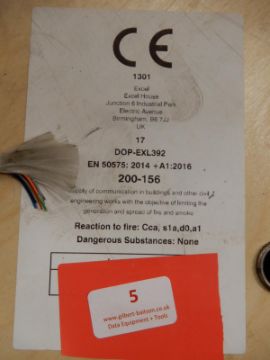 CE
1301
Excel
Excel House
Junction 6 Industrial Park
Electric Avenue
Birmingham, B6 7JJ
UK
17
DOP-EXL392
EN 50575: 2014 + A1:2016
200-156
Supply of communication in buildings and other civil
engineering works with the objective of limiting the
generation and spread of fire and smoke
Reaction to fire: Cca, s1a,d0,a1
Dangerous Substances: None
5
www.gilbert-baitson.co.uk
Data Equipment + Tools